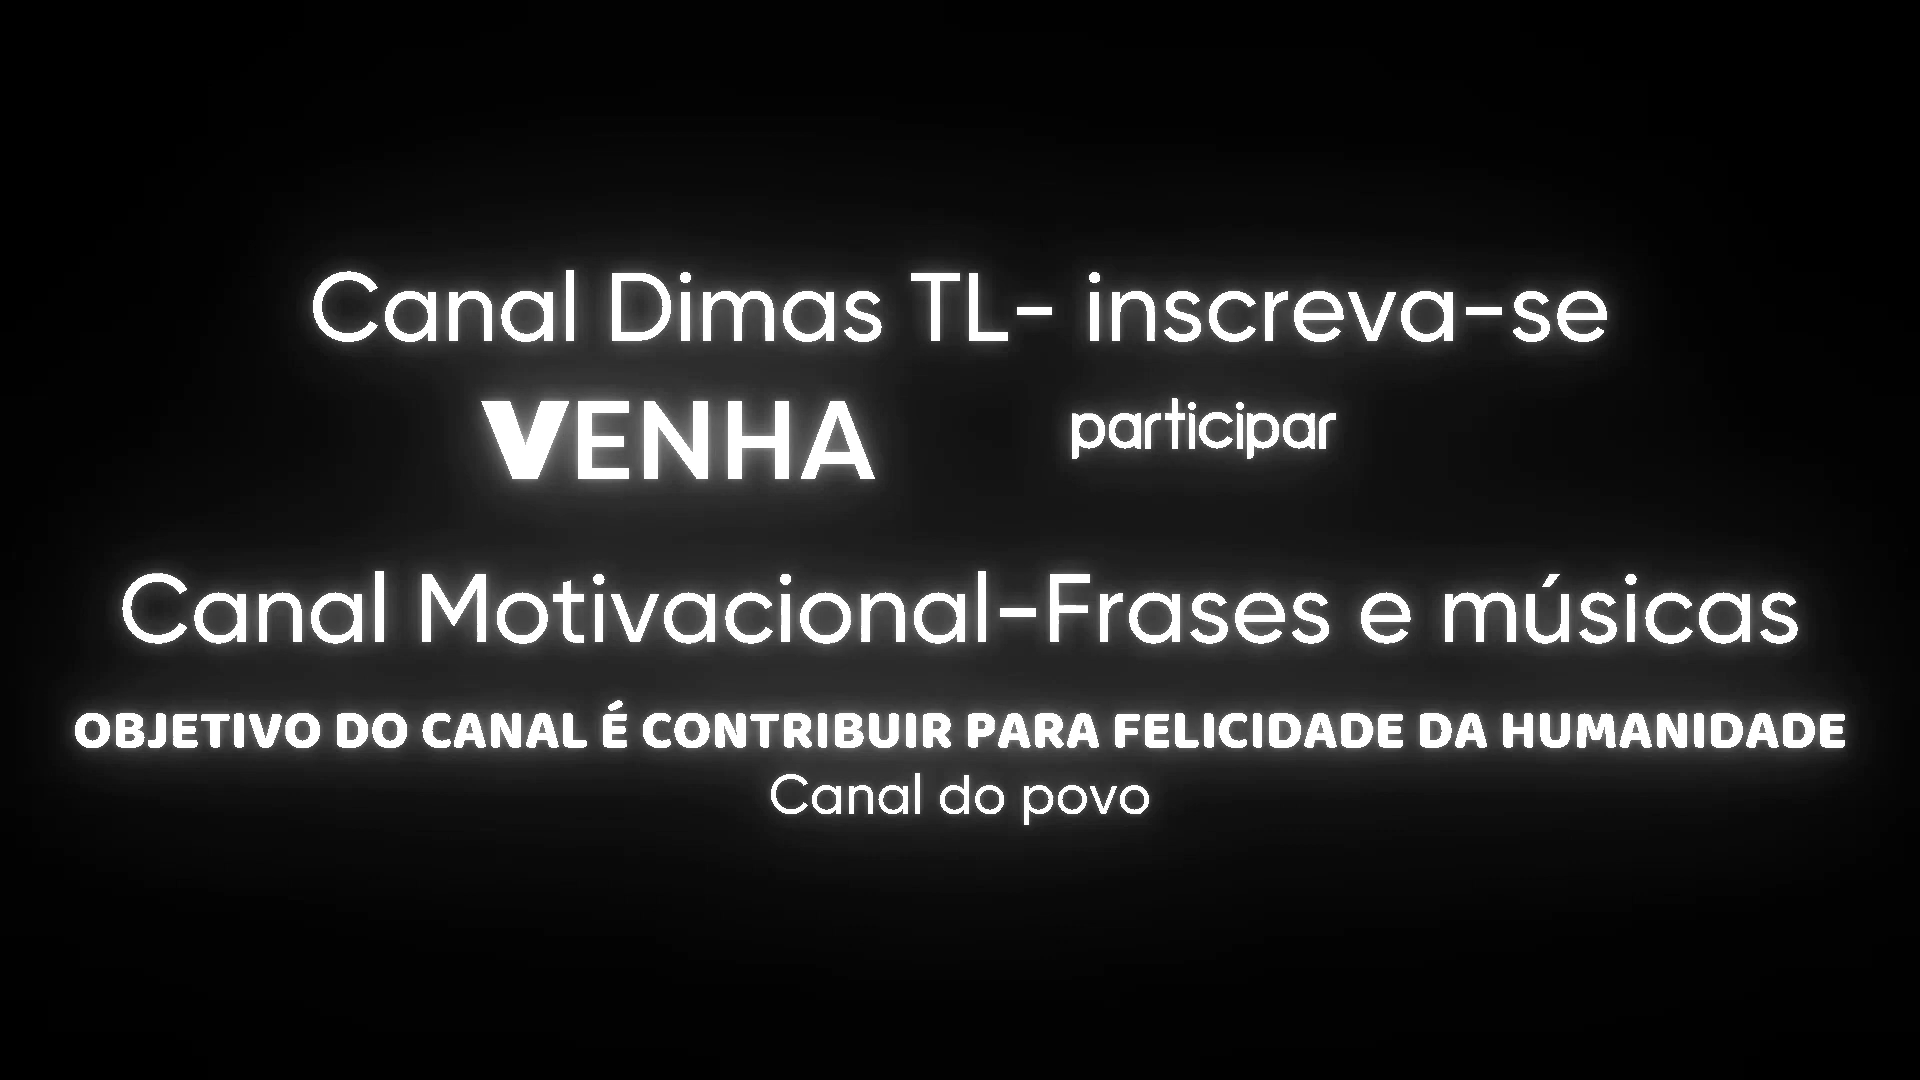 Canal Dimas TL- inscreva-se
VENHA participar
Canal Motivacional-Frases e músicas
OBJETIVO DO CANAL É CONTRIBUIR PARA FELICIDADE DA HUMANIDADE
Canal do povo